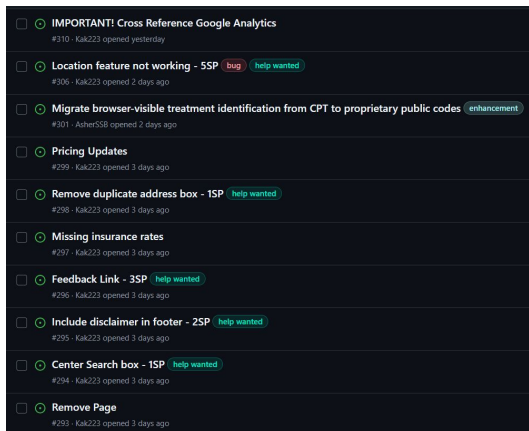 IMPORTANT! Cross Reference Google Analytics
#310 · Kak223 opened yesterday
Location feature not working - 5SP bug help wanted
#306 · Kak223 opened 2 days ago
Migrate browser-visible treatment identification from CPT to proprietary public codes enhancement
#301 · AsherSSB opened 2 days ago
Pricing Updates
#299 · Kak223 opened 3 days ago
Remove duplicate address box - 1SP help wanted
#298 · Kak223 opened 3 days ago
Missing insurance rates
#297 · Kak223 opened 3 days ago
Feedback Link - 3SP help wanted
#296 · Kak223 opened 3 days ago
Include disclaimer in footer - 2SP help wanted
#295 · Kak223 opened 3 days ago
Center Search box - 1SP help wanted
#294 · Kak223 opened 3 days ago
Remove Page
#293 · Kak223 opened 3 days ago